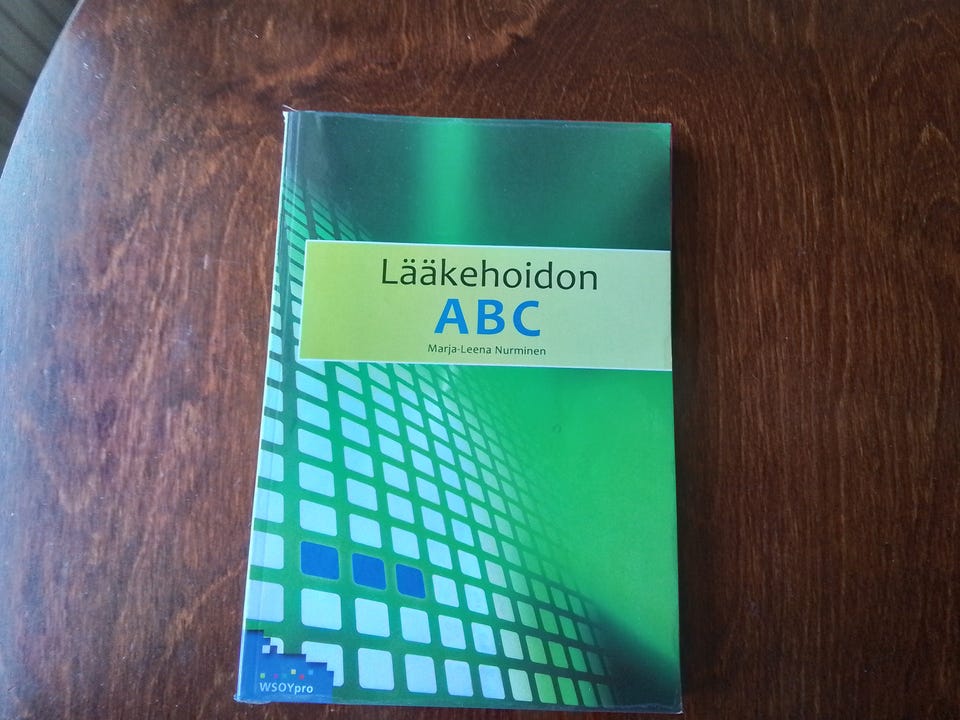 Lääkehoidon
ABC
Marja-Leena Nurminen
WSOYpro